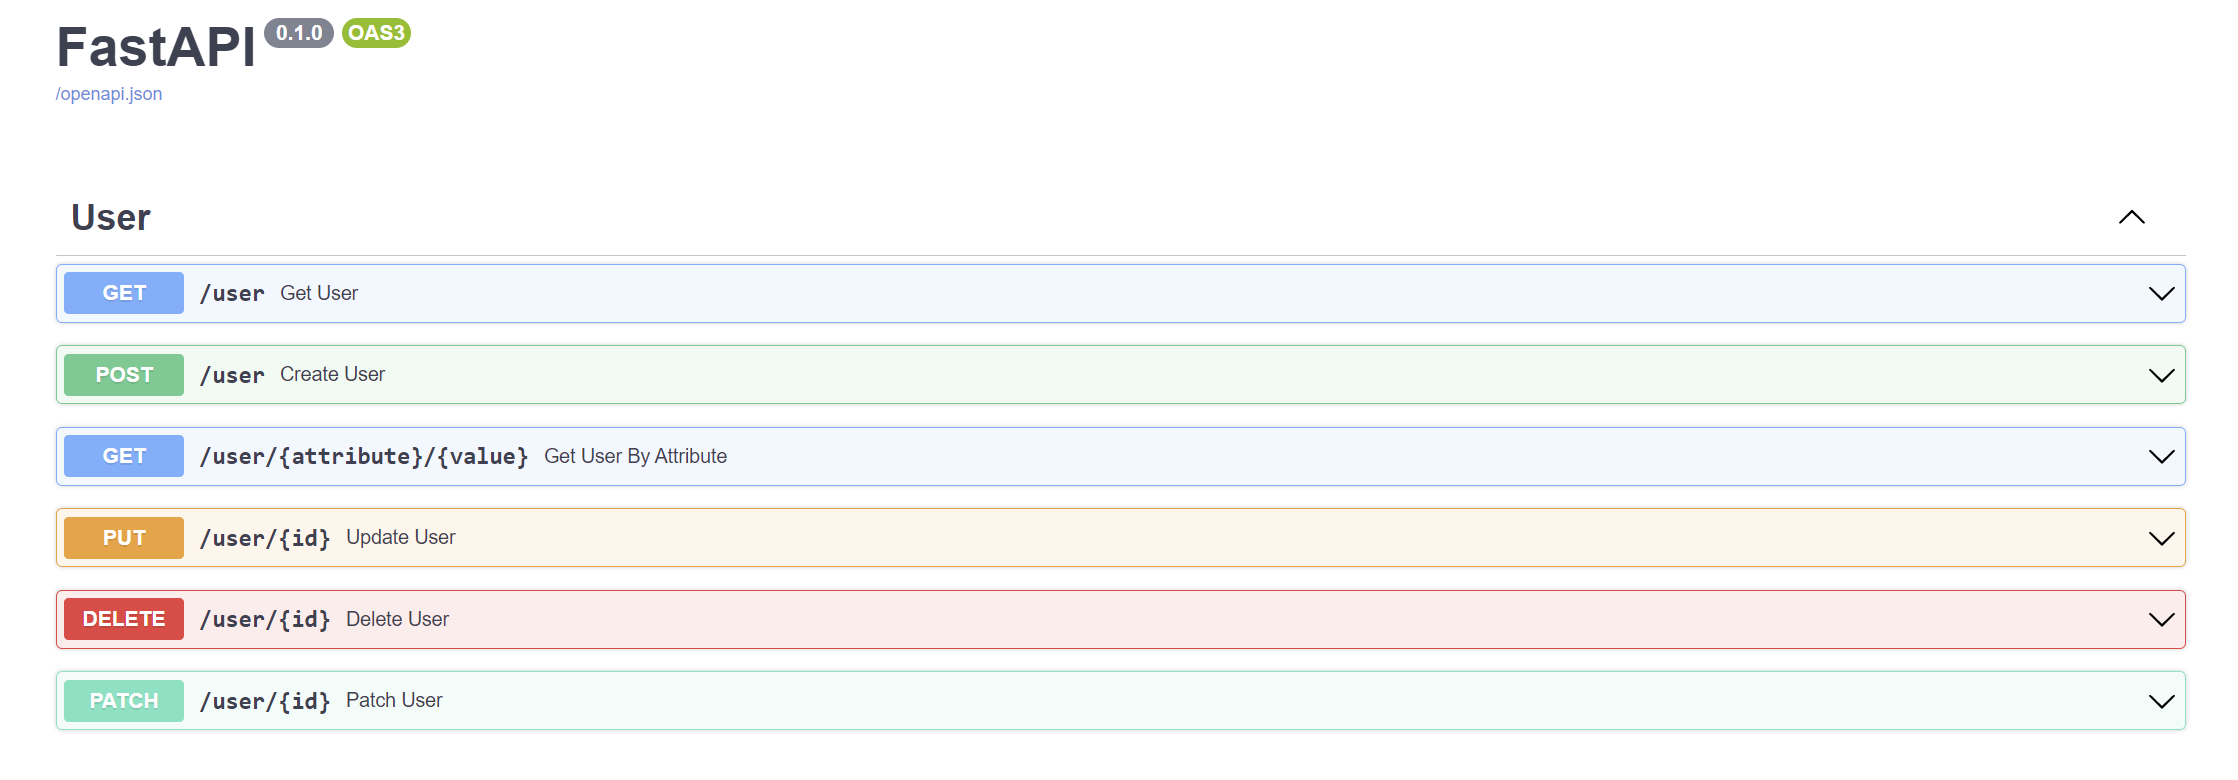 FastAPI 0.1.0 OAS3
/openapi.json
User
GET /user Get User
POST /user Create User
GET /user/{attribute}/{value} Get User By Attribute
PUT /user/{id} Update User
DELETE /user/{id} Delete User
PATCH /user/{id} Patch User